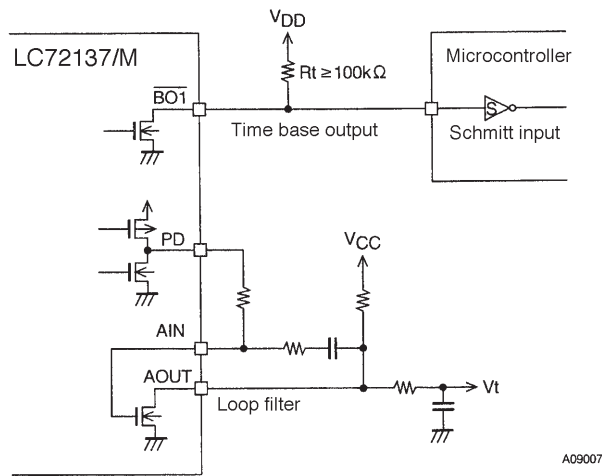 VDD
LC72137/M
Microcontroller
Rt ≥ 100kΩ
BO1
Time base output
S
Schmitt input
PD
VCC
AIN
AOUT
Loop filter
Vt
A09007